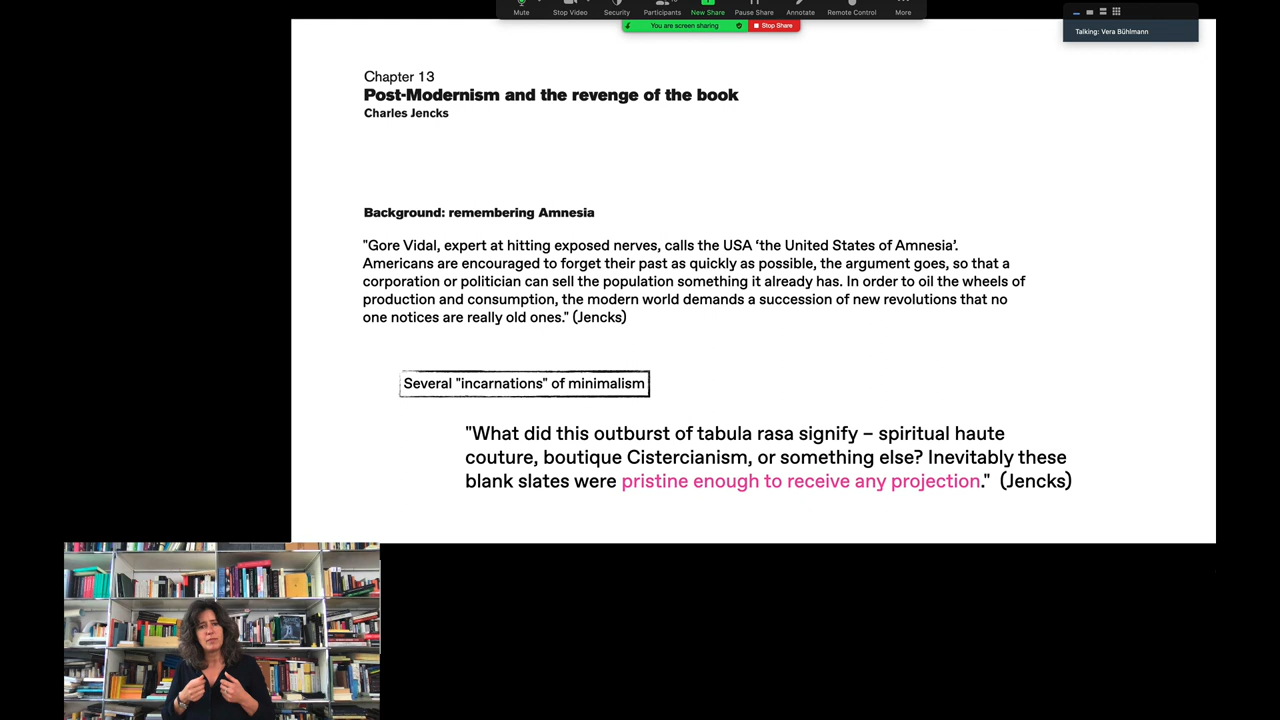 Mute
Stop Video
Security
Participants
New Share
Pause Share
Annotate
Remote Control
More
You are screen sharing
Stop Share
Talking: Vera Bühlmann
Chapter 13
Post-Modernism and the revenge of the book
Charles Jencks
Background: remembering Amnesia
"Gore Vidal, expert at hitting exposed nerves, calls the USA ‘the United States of Amnesia’.
Americans are encouraged to forget their past as quickly as possible, the argument goes, so that a
corporation or politician can sell the population something it already has. In order to oil the wheels of
production and consumption, the modern world demands a succession of new revolutions that no
one notices are really old ones." (Jencks)
Several "incarnations" of minimalism
"What did this outburst of tabula rasa signify – spiritual haute
couture, boutique Cistercianism, or something else? Inevitably these
blank slates were pristine enough to receive any projection." (Jencks)